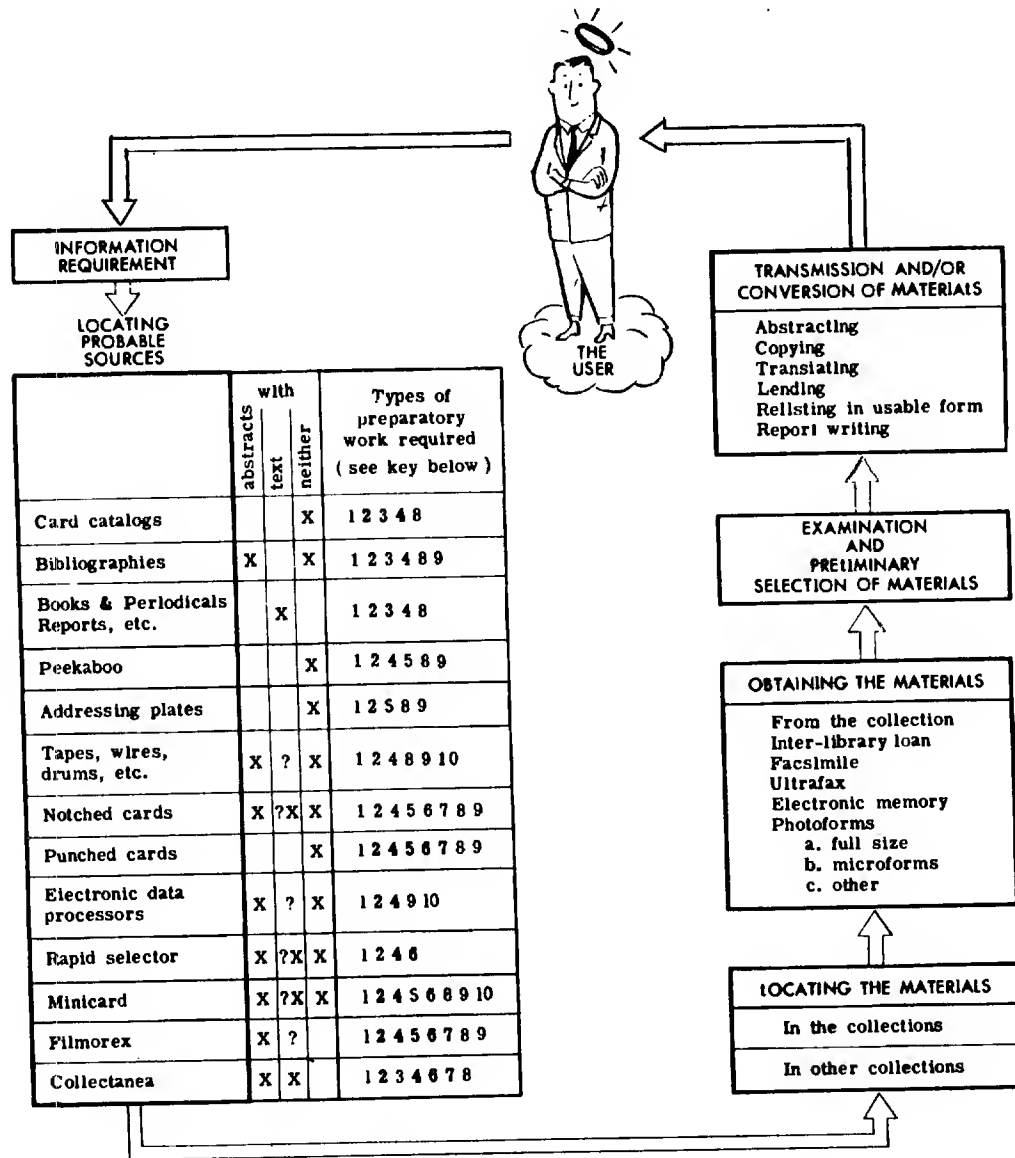 THE
USER
INFORMATION
REQUIREMENT
LOCATING
PROBABLE
SOURCES
with
abstracts
text
neither
Types of
preparatory
work required
( see key below )
Card catalogs X 1 2 3 4 8
Bibliographies X X 1 2 3 4 8 9
Books & Periodicals
Reports, etc. X 1 2 3 4 8
Peekaboo X 1 2 4 5 8 9
Addressing plates X 1 2 5 8 9
Tapes, wires,
drums, etc. X ? X 1 2 4 8 9 10
Notched cards X ?X X 1 2 4 5 6 7 8 9
Punched cards X 1 2 4 5 6 7 8 9
Electronic data
processors X ? X 1 2 4 9 10
Rapid selector X ?X X 1 2 4 6
Minicard X ?X X 1 2 4 5 6 8 9 10
Filmorex X ? 1 2 4 5 6 7 8 9
Collectanea X X 1 2 3 4 6 7 8
LOCATING THE MATERIALS
In the collections
In other collections
OBTAINING THE MATERIALS
From the collection
Inter-library loan
Facsimile
Ultrafax
Electronic memory
Photoforms
a. full size
b. microforms
c. other
EXAMINATION
AND
PRELIMINARY
SELECTION OF MATERIALS
TRANSMISSION AND/OR
CONVERSION OF MATERIALS
Abstracting
Copying
Translating
Lending
Relisting in usable form
Report writing